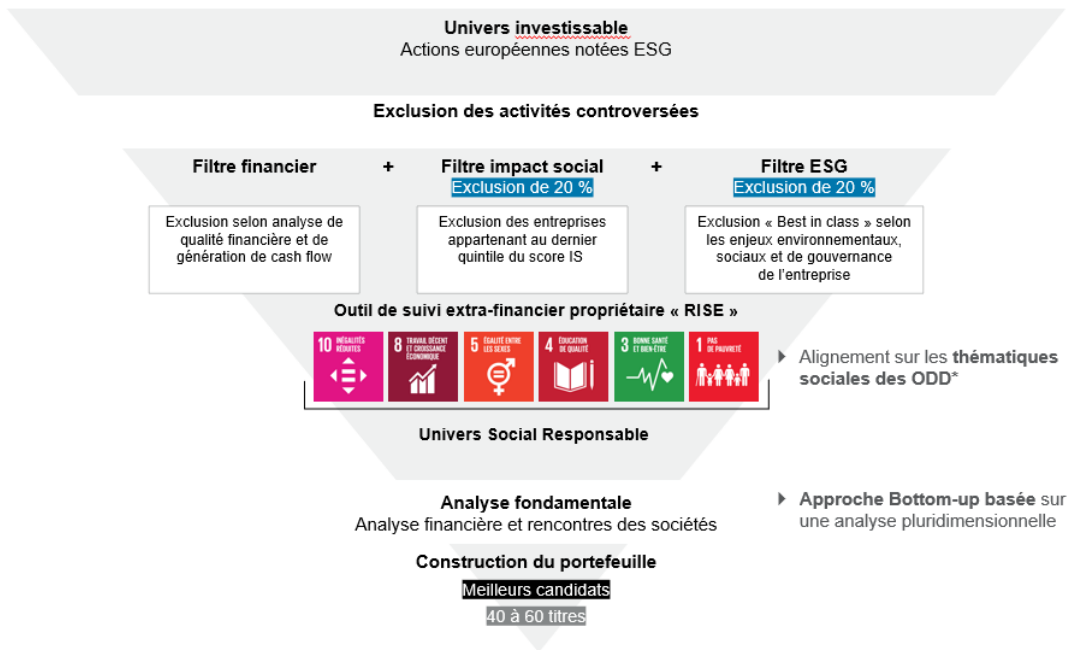 Univers investissable
Actions européennes notées ESG
Exclusion des activités controversées
Filtre financier + Filtre impact social + Filtre ESG
Exclusion de 20 %
Exclusion de 20 %
Exclusion selon analyse de
qualité financière et de
génération de cash flow
Exclusion des entreprises
appartenant au dernier
quintile du score IS
Exclusion « Best in class » selon
les enjeux environnementaux,
sociaux et de gouvernance
de l’entreprise
Outil de suivi extra-financier propriétaire « RISE »
10 INÉGALITÉS
RÉDUITES
8 TRAVAIL DÉCENT
ET CROISSANCE
ÉCONOMIQUE
5 ÉGALITÉ ENTRE
LES SEXES
4 ÉDUCATION
DE QUALITÉ
3 BONNE SANTÉ
ET BIEN-ÊTRE
1 PAS
DE PAUVRETÉ
Alignement sur les thématiques
sociales des ODD*
Univers Social Responsable
Analyse fondamentale
Analyse financière et rencontres des sociétés
Approche Bottom-up basée sur
une analyse pluridimensionnelle
Construction du portefeuille
Meilleurs candidats
40 à 60 titres